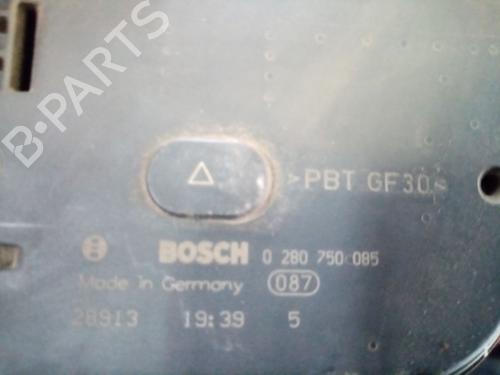 B-PARTS
>PBT GF30<
BOSCH 0 280 750 085
Made in Germany 087
28913 19:39 5